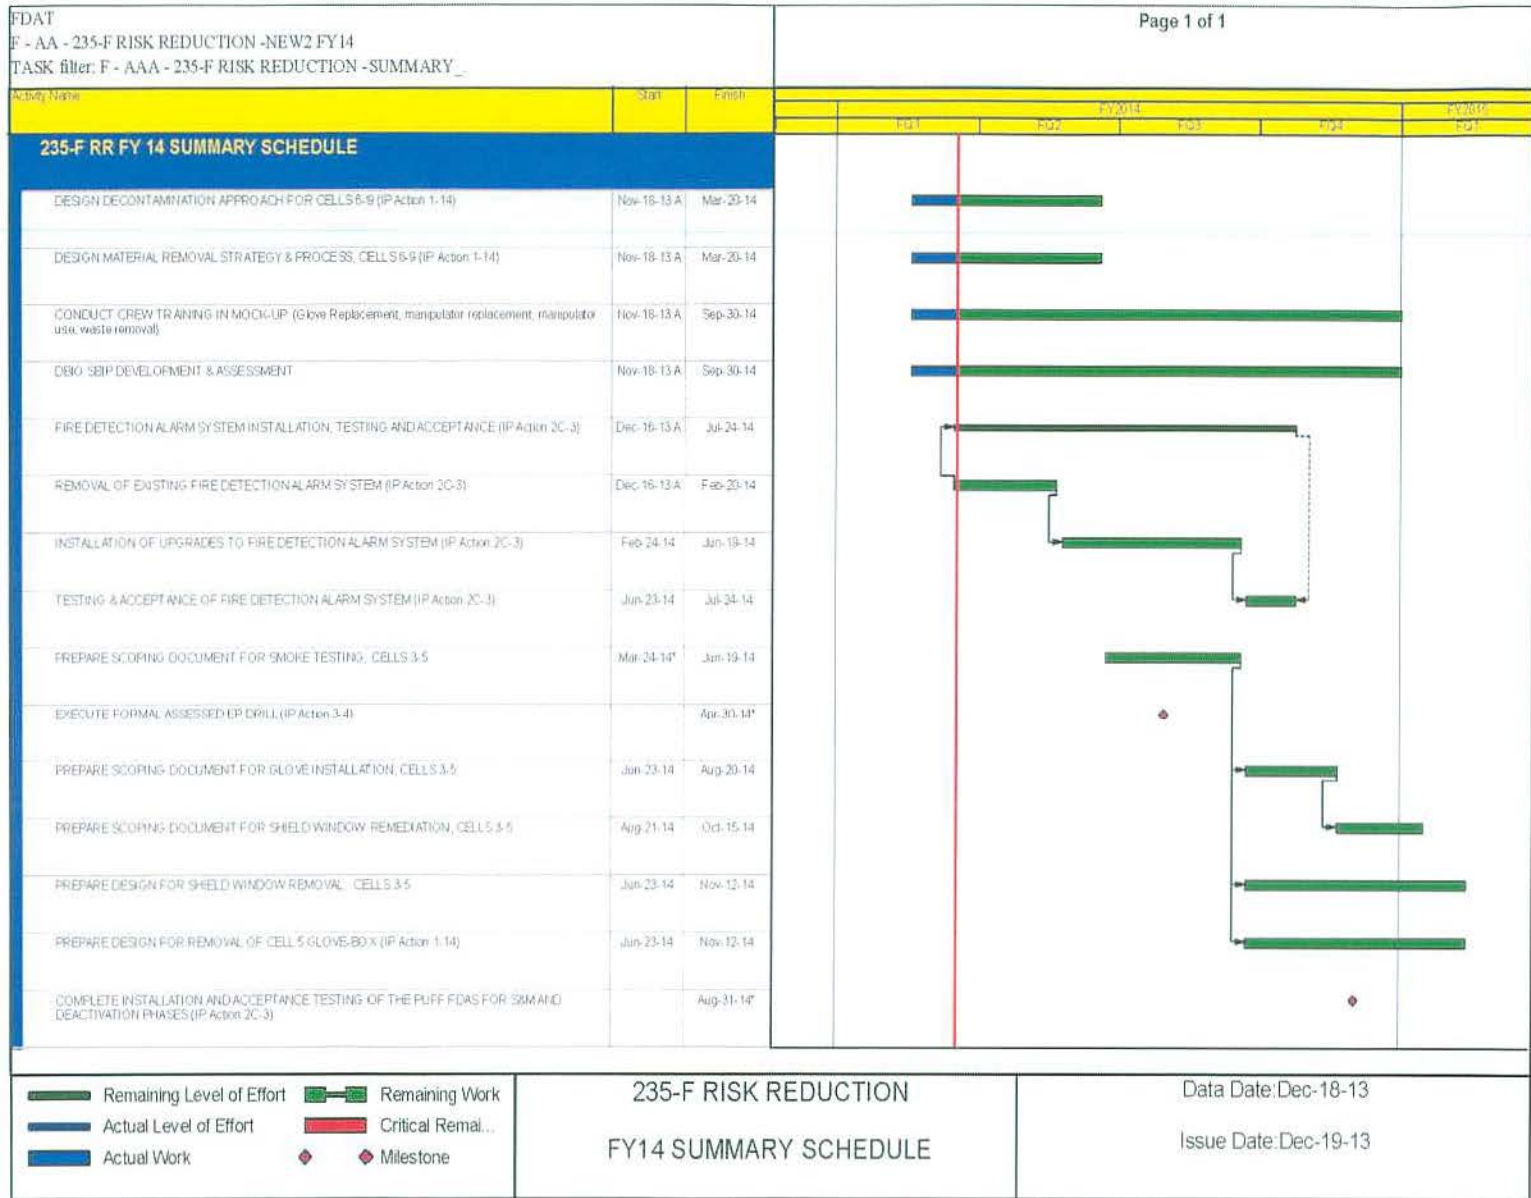 FDAT
F - AA - 235-F RISK REDUCTION -NEW2 FY14
TASK filter: F - AAA - 235-F RISK REDUCTION -SUMMARY_
Page 1 of 1
Activity Name Start Finish
FY2014
FQ1 FQ2 FQ3 FQ4 FQ1
235-F RR FY 14 SUMMARY SCHEDULE
DESIGN DECONTAMINATION APPROACH FOR CELLS 6-9 (IP Action 1-14) Nov-18-13 A Mar-20-14
DESIGN MATERIAL REMOVAL STRATEGY & PROCESS, CELLS 6-9 (IP Action 1-14) Nov-18-13 A Mar-20-14
CONDUCT CREW TRAINING IN MOCK-UP (Glove Replacement, manipulator replacement, manipulator
use, waste removal) Nov-18-13 A Sep-30-14
DBIO SBIP DEVELOPMENT & ASSESSMENT Nov-18-13 A Sep-30-14
FIRE DETECTION ALARM SYSTEM INSTALLATION, TESTING AND ACCEPTANCE (IP Action 2C-3) Dec-16-13 A Jul-24-14
REMOVAL OF EXISTING FIRE DETECTION ALARM SYSTEM (IP Action 2C-3) Dec-16-13 A Feb-20-14
INSTALLATION OF UPGRADES TO FIRE DETECTION ALARM SYSTEM (IP Action 2C-3) Feb-24-14 Jun-19-14
TESTING & ACCEPTANCE OF FIRE DETECTION ALARM SYSTEM (IP Action 2C-3) Jun-23-14 Jul-24-14
PREPARE SCOPING DOCUMENT FOR SMOKE TESTING, CELLS 3-5 Mar-24-14* Jun-19-14
EXECUTE FORMAL ASSESSED EP DRILL (IP Action 3-4) Apr-30-14*
PREPARE SCOPING DOCUMENT FOR GLOVE INSTALLATION, CELLS 3-5 Jun-23-14 Aug-20-14
PREPARE SCOPING DOCUMENT FOR SHIELD WINDOW REMEDIATION, CELLS 3-5 Aug-21-14 Oct-15-14
PREPARE DESIGN FOR SHIELD WINDOW REMOVAL, CELLS 3-5 Jun-23-14 Nov-12-14
PREPARE DESIGN FOR REMOVAL OF CELL 5 GLOVE-BOX (IP Action 1-14) Jun-23-14 Nov-12-14
COMPLETE INSTALLATION AND ACCEPTANCE TESTING OF THE PUFF FDAS FOR S&M AND
DEACTIVATION PHASES (IP Action 2C-3) Aug-31-14*
Remaining Level of Effort Remaining Work
Actual Level of Effort Critical Remai...
Actual Work Milestone
235-F RISK REDUCTION
FY14 SUMMARY SCHEDULE
Data Date:Dec-18-13
Issue Date:Dec-19-13